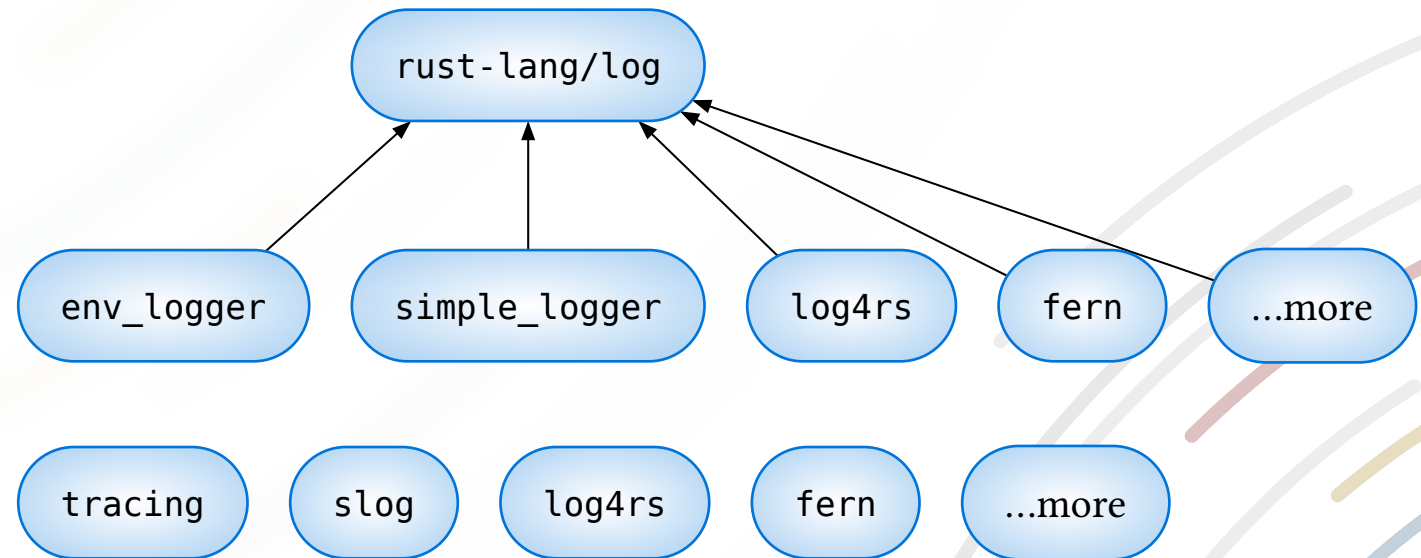 rust-lang/log
env_logger simple_logger log4rs fern ...more
tracing slog log4rs fern ...more